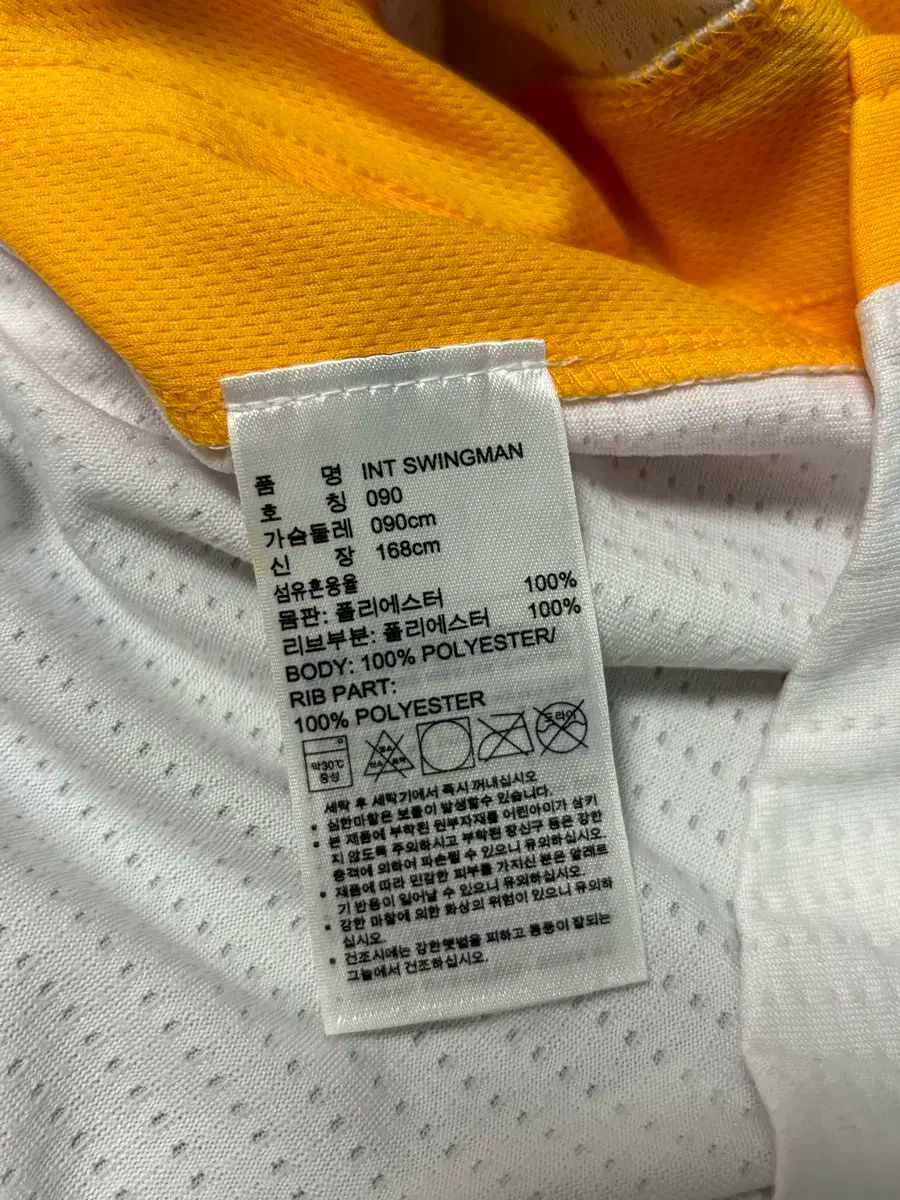 품 명 INT SWINGMAN
호 칭 090
가슴둘레 090cm
신 장 168cm
섬유혼용율
몸판: 폴리에스터 100%
리브부분: 폴리에스터 100%
BODY: 100% POLYESTER/
RIB PART:
100% POLYESTER
약30℃
중성
드라이
세탁 후 세탁기에서 즉시 꺼내십시오
• 심한마찰은 보풀이 발생할수 있습니다.
• 본 제품에 부착된 원부자재를 어린아이가 삼키
지 않도록 주의하시고 부착된 장신구 등은 강한
충격에 의하여 파손될 수 있으니 유의하십시오.
• 제품에 따라 민감한 피부를 가지신 분은 알레르
기 반응이 일어날 수 있으니 유의하십시오.
• 강한 마찰에 의한 화상의 위험이 있으니 유의하
십시오.
• 건조시에는 강한햇볕을 피하고 통풍이 잘되는
그늘에서 건조하십시오.